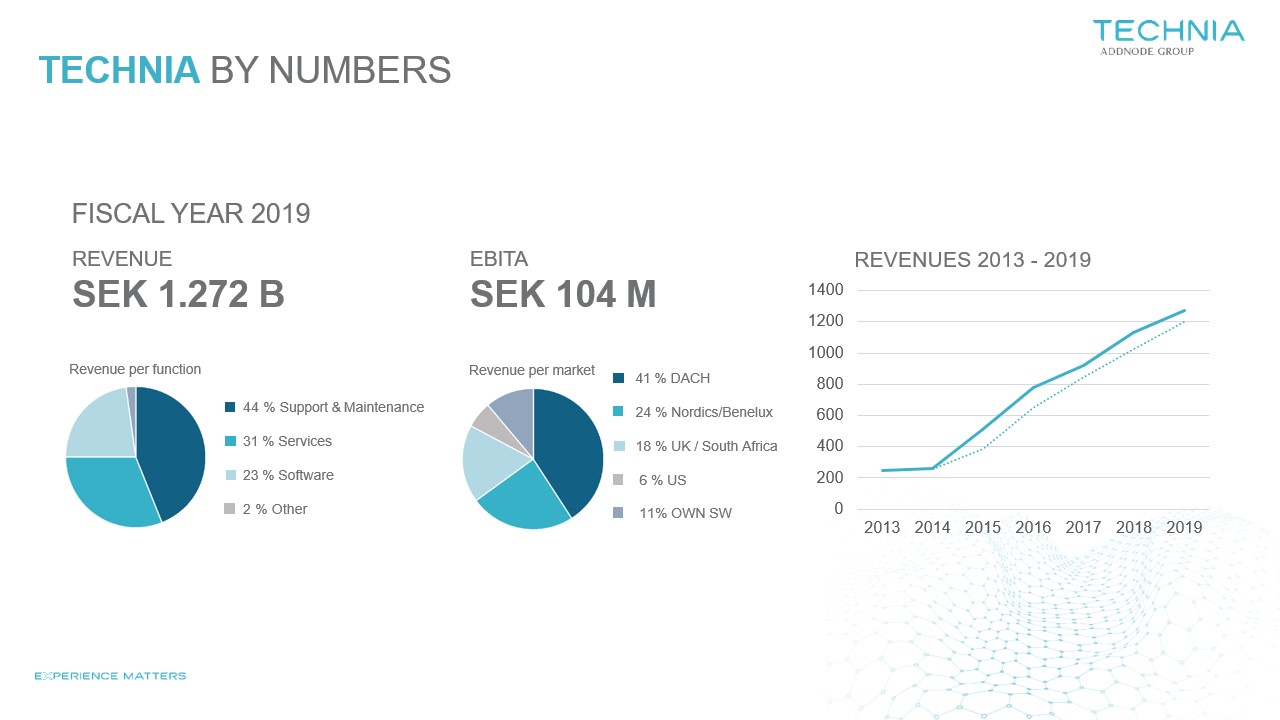 TECHNIA
ADDNODE GROUP
TECHNIA BY NUMBERS
FISCAL YEAR 2019
REVENUE
SEK 1.272 B
Revenue per function
44 % Support & Maintenance
31 % Services
23 % Software
2 % Other
EBITA
SEK 104 M
Revenue per market
41 % DACH
24 % Nordics/Benelux
18 % UK / South Africa
6 % US
11% OWN SW
REVENUES 2013 - 2019
1400
1200
1000
800
600
400
200
0
2013 2014 2015 2016 2017 2018 2019
EXPERIENCE MATTERS